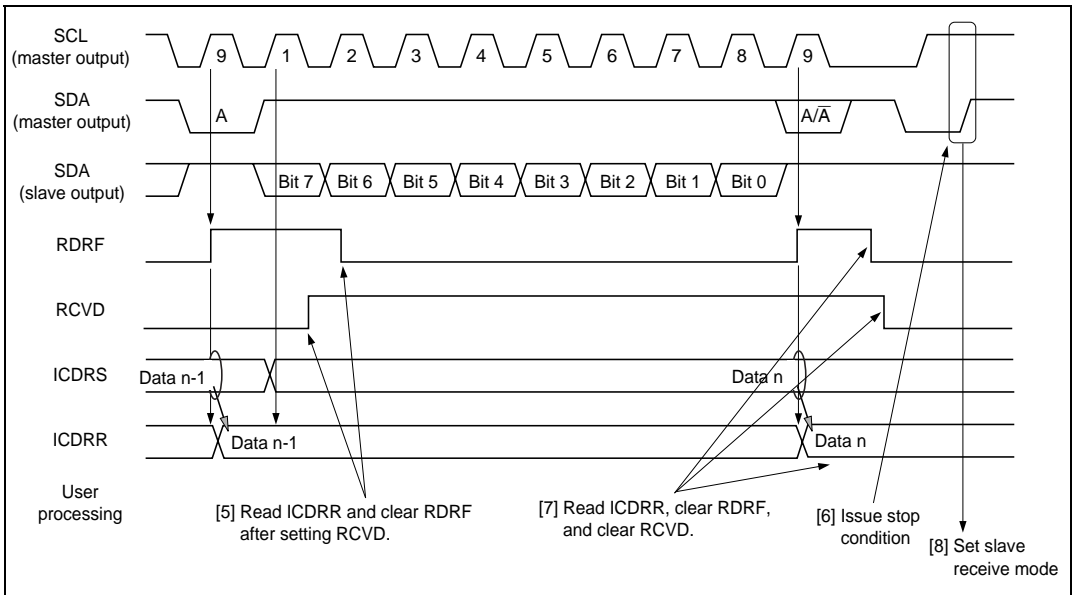 SCL
(master output)
9 1 2 3 4 5 6 7 8 9
SDA
(master output)
A A/A̅
SDA
(slave output)
Bit 7 Bit 6 Bit 5 Bit 4 Bit 3 Bit 2 Bit 1 Bit 0
RDRF
RCVD
ICDRS
Data n-1 Data n
ICDRR
Data n-1 Data n
User
processing
[5] Read ICDRR and clear RDRF
after setting RCVD.
[7] Read ICDRR, clear RDRF,
and clear RCVD.
[6] Issue stop
condition
[8] Set slave
receive mode